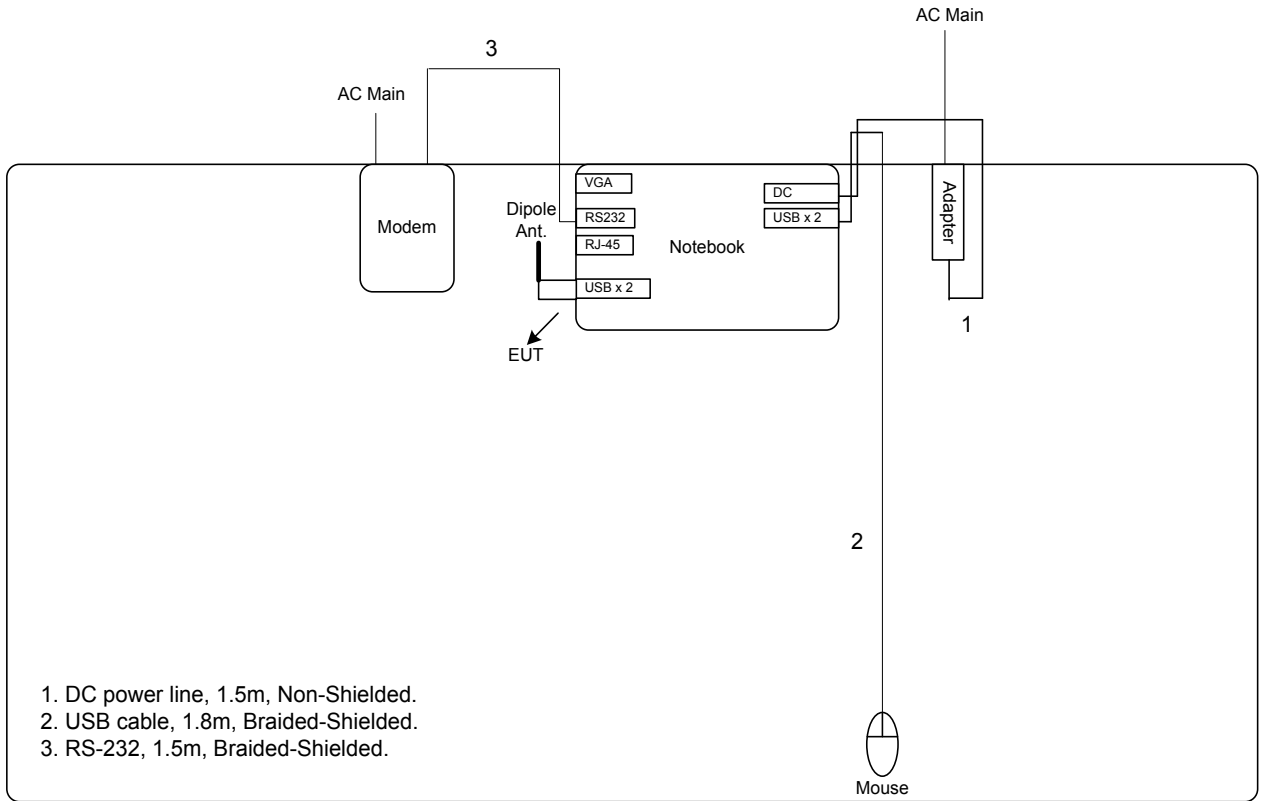 AC Main
3
AC Main
VGA
DC
Adapter
Dipole
Ant.
RS232
USB x 2
Modem
RJ-45
Notebook
USB x 2
1
EUT
2
1. DC power line, 1.5m, Non-Shielded.
2. USB cable, 1.8m, Braided-Shielded.
3. RS-232, 1.5m, Braided-Shielded.
Mouse